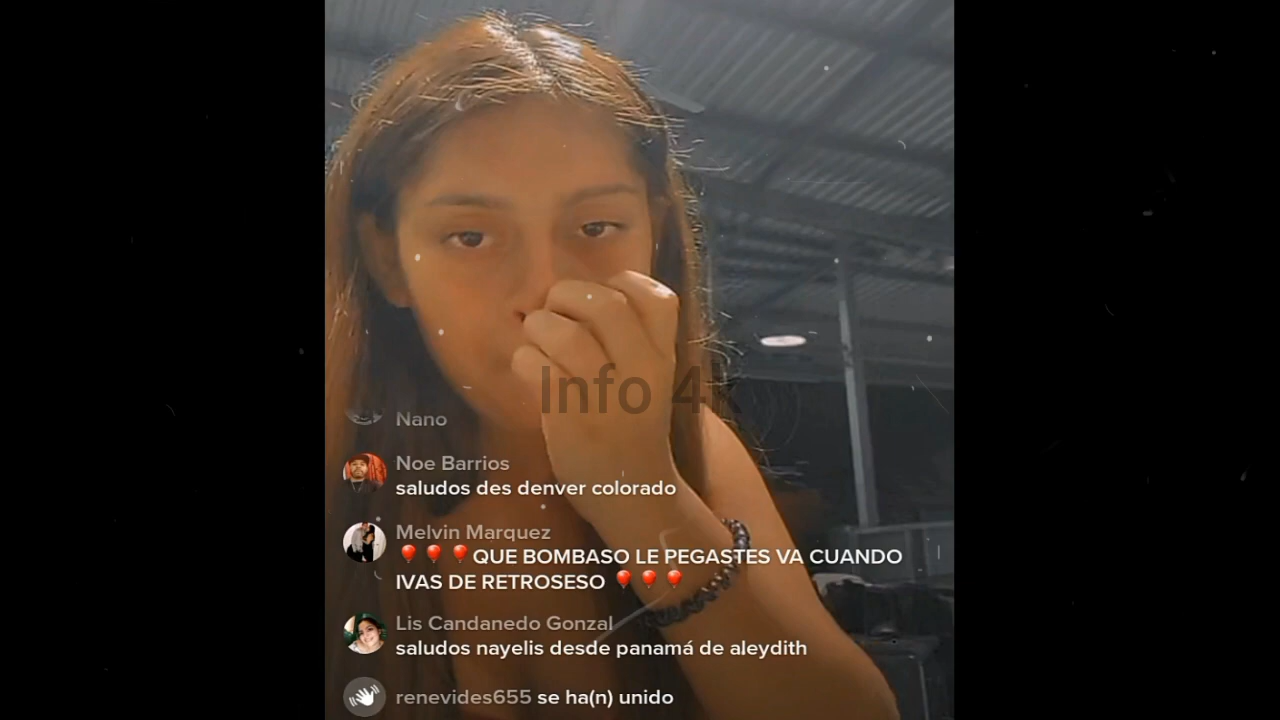 Info 4k
Nano
Noe Barrios
saludos des denver colorado
Melvin Marquez
🎈🎈🎈QUE BOMBASO LE PEGASTES VA CUANDO
IVAS DE RETROSESO 🎈🎈🎈
Lis Candanedo Gonzal
saludos nayelis desde panamá de aleydith
renevides655 se ha(n) unido